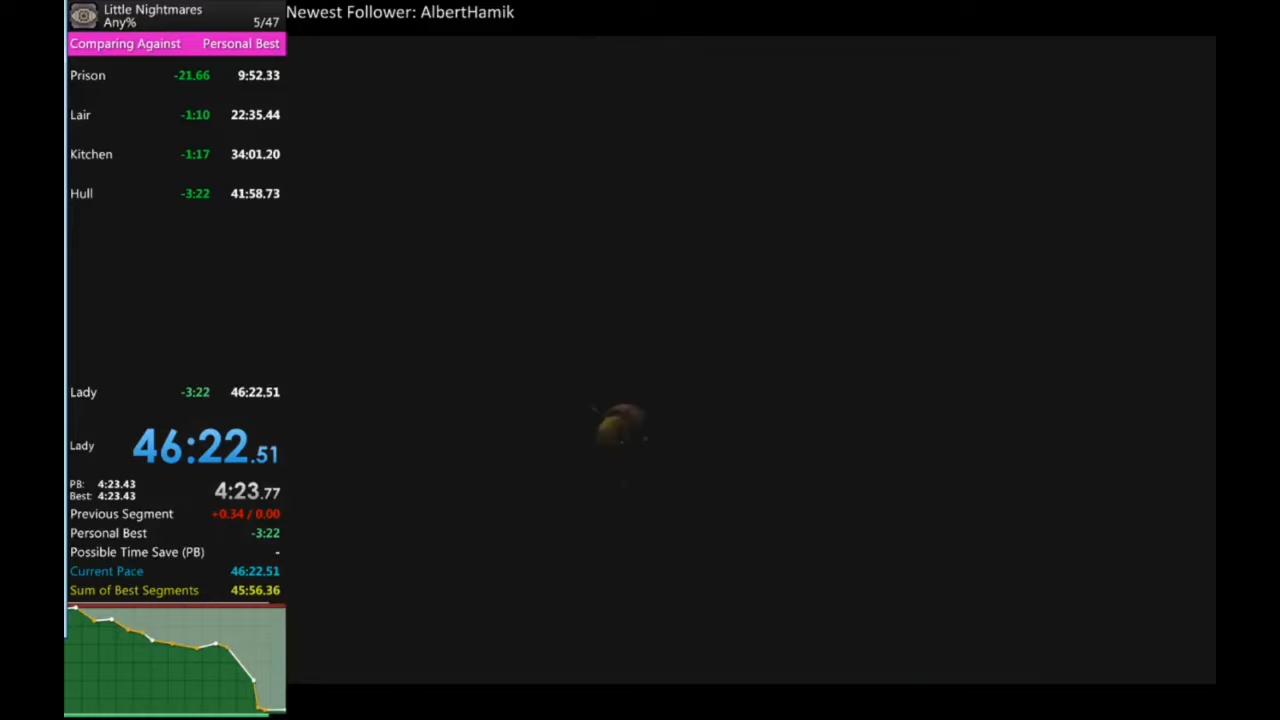 Little Nightmares
Any% 5/47
Newest Follower: AlbertHamik
Comparing Against Personal Best
Prison -21.66 9:52.33
Lair -1:10 22:35.44
Kitchen -1:17 34:01.20
Hull -3:22 41:58.73
Lady -3:22 46:22.51
Lady 46:22.51
PB: 4:23.43
Best: 4:23.43
4:23.77
Previous Segment +0.34 / 0.00
Personal Best -3:22
Possible Time Save (PB) -
Current Pace 46:22.51
Sum of Best Segments 45:56.36